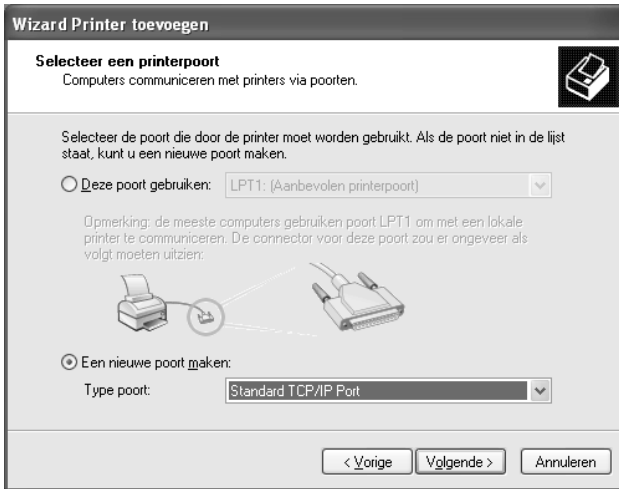 Wizard Printer toevoegen
Selecteer een printerpoort
Computers communiceren met printers via poorten.
Selecteer de poort die door de printer moet worden gebruikt. Als de poort niet in de lijst
staat, kunt u een nieuwe poort maken.
Deze poort gebruiken: LPT1: (Aanbevolen printerpoort)
Opmerking: de meeste computers gebruiken poort LPT1 om met een lokale
printer te communiceren. De connector voor deze poort zou er ongeveer als
volgt moeten uitzien:
Een nieuwe poort maken:
Type poort: Standard TCP/IP Port
< Vorige Volgende > Annuleren